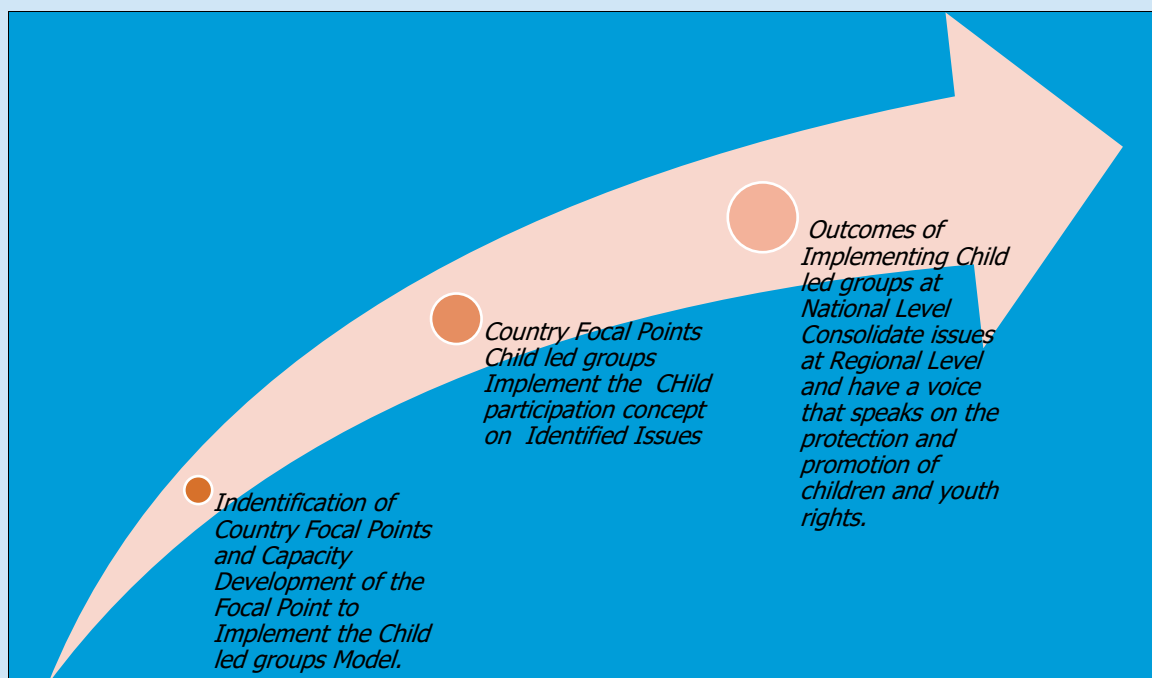 Indentification of
Country Focal Points
and Capacity
Development of the
Focal Point to
Implement the Child
led groups Model.
Country Focal Points
Child led groups
Implement the  CHild
participation concept
on  Identified Issues
Outcomes of
Implementing Child
led groups at
National Level
Consolidate issues
at Regional Level
and have a voice
that speaks on the
protection and
promotion of
children and youth
rights.